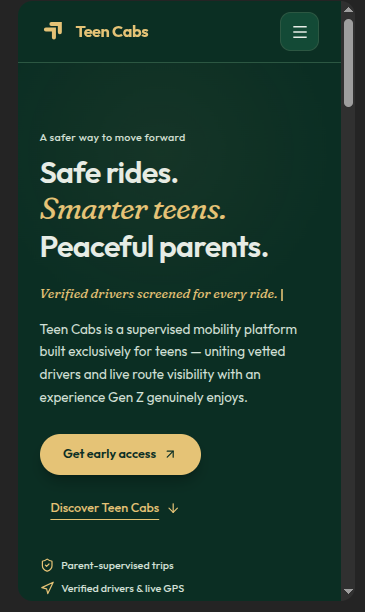 Teen Cabs
A safer way to move forward
Safe rides.
Smarter teens.
Peaceful parents.
Verified drivers screened for every ride. |
Teen Cabs is a supervised mobility platform
built exclusively for teens — uniting vetted
drivers and live route visibility with an
experience Gen Z genuinely enjoys.
Get early access
Discover Teen Cabs
Parent-supervised trips
Verified drivers & live GPS